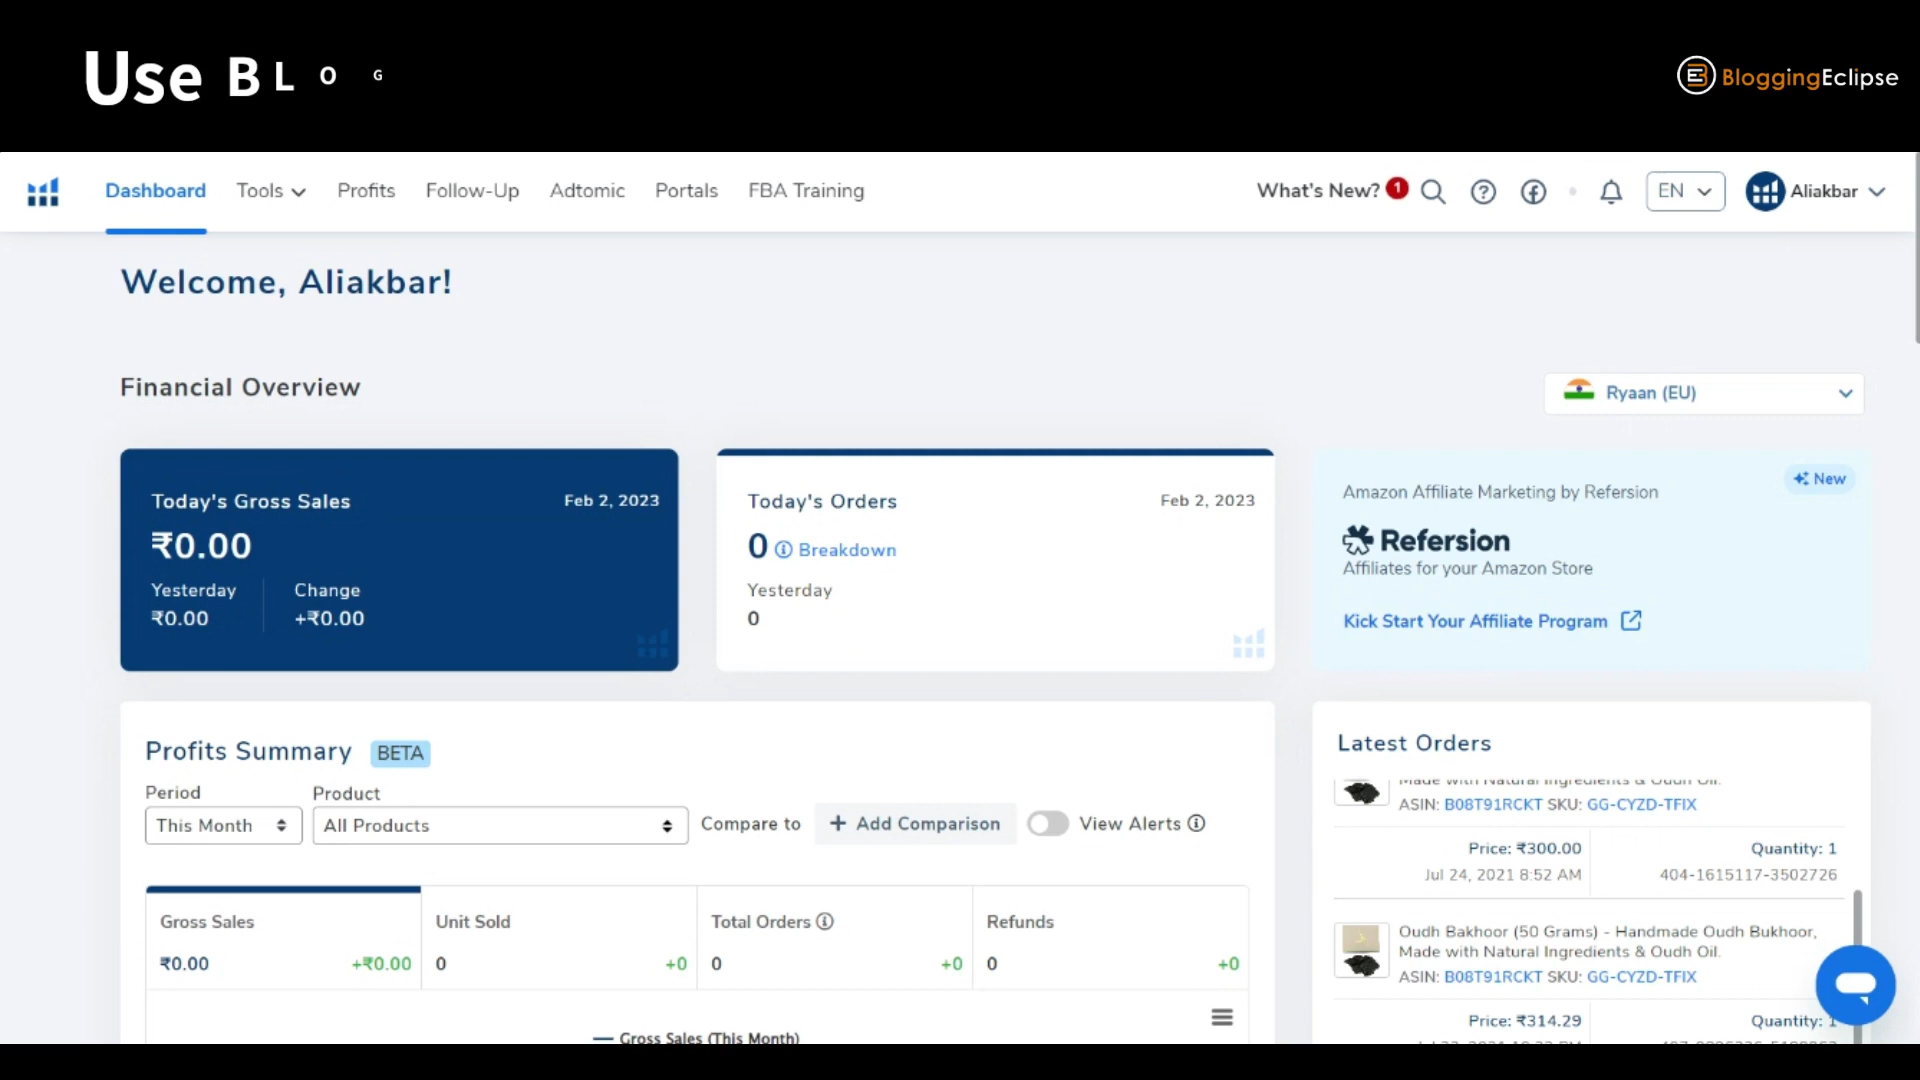 Use BLOG
BloggingEclipse
Dashboard Tools Profits Follow-Up Adtomic Portals FBA Training What's New? 1 EN Aliakbar
Welcome, Aliakbar!
Financial Overview
Ryaan (EU)
Today's Gross Sales Feb 2, 2023
₹0.00
Yesterday Change
₹0.00 +₹0.00
Today's Orders Feb 2, 2023
0 Breakdown
Yesterday
0
New
Amazon Affiliate Marketing by Refersion
Refersion
Affiliates for your Amazon Store
Kick Start Your Affiliate Program
Profits Summary BETA
Period Product
This Month All Products Compare to + Add Comparison View Alerts
Gross Sales Unit Sold Total Orders Refunds
₹0.00 +₹0.00 0 +0 0 +0 0 +0
Gross Sales (This Month)
Latest Orders
Made with Natural Ingredients & Oudh Oil.
ASIN: B08T91RCKT SKU: GG-CYZD-TFIX
Price: ₹300.00 Quantity: 1
Jul 24, 2021 8:52 AM 404-1615117-3502726
Oudh Bakhoor (50 Grams) - Handmade Oudh Bukhoor,
Made with Natural Ingredients & Oudh Oil.
ASIN: B08T91RCKT SKU: GG-CYZD-TFIX
Price: ₹314.29 Quantity: 1